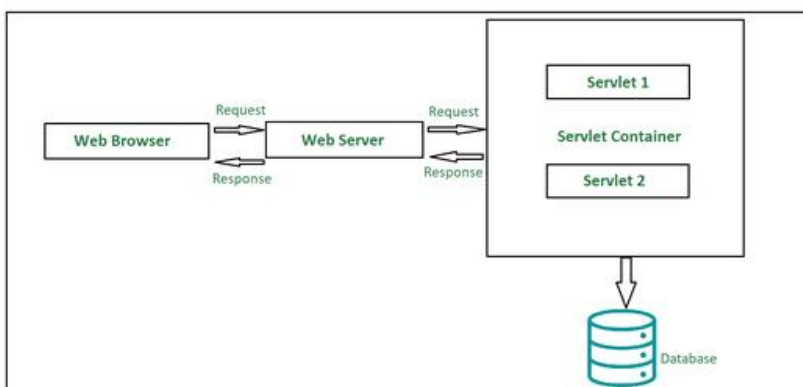 Servlet 1
Request
Request
Web Browser
Web Server
Servlet Container
Response
Response
Servlet 2
Database